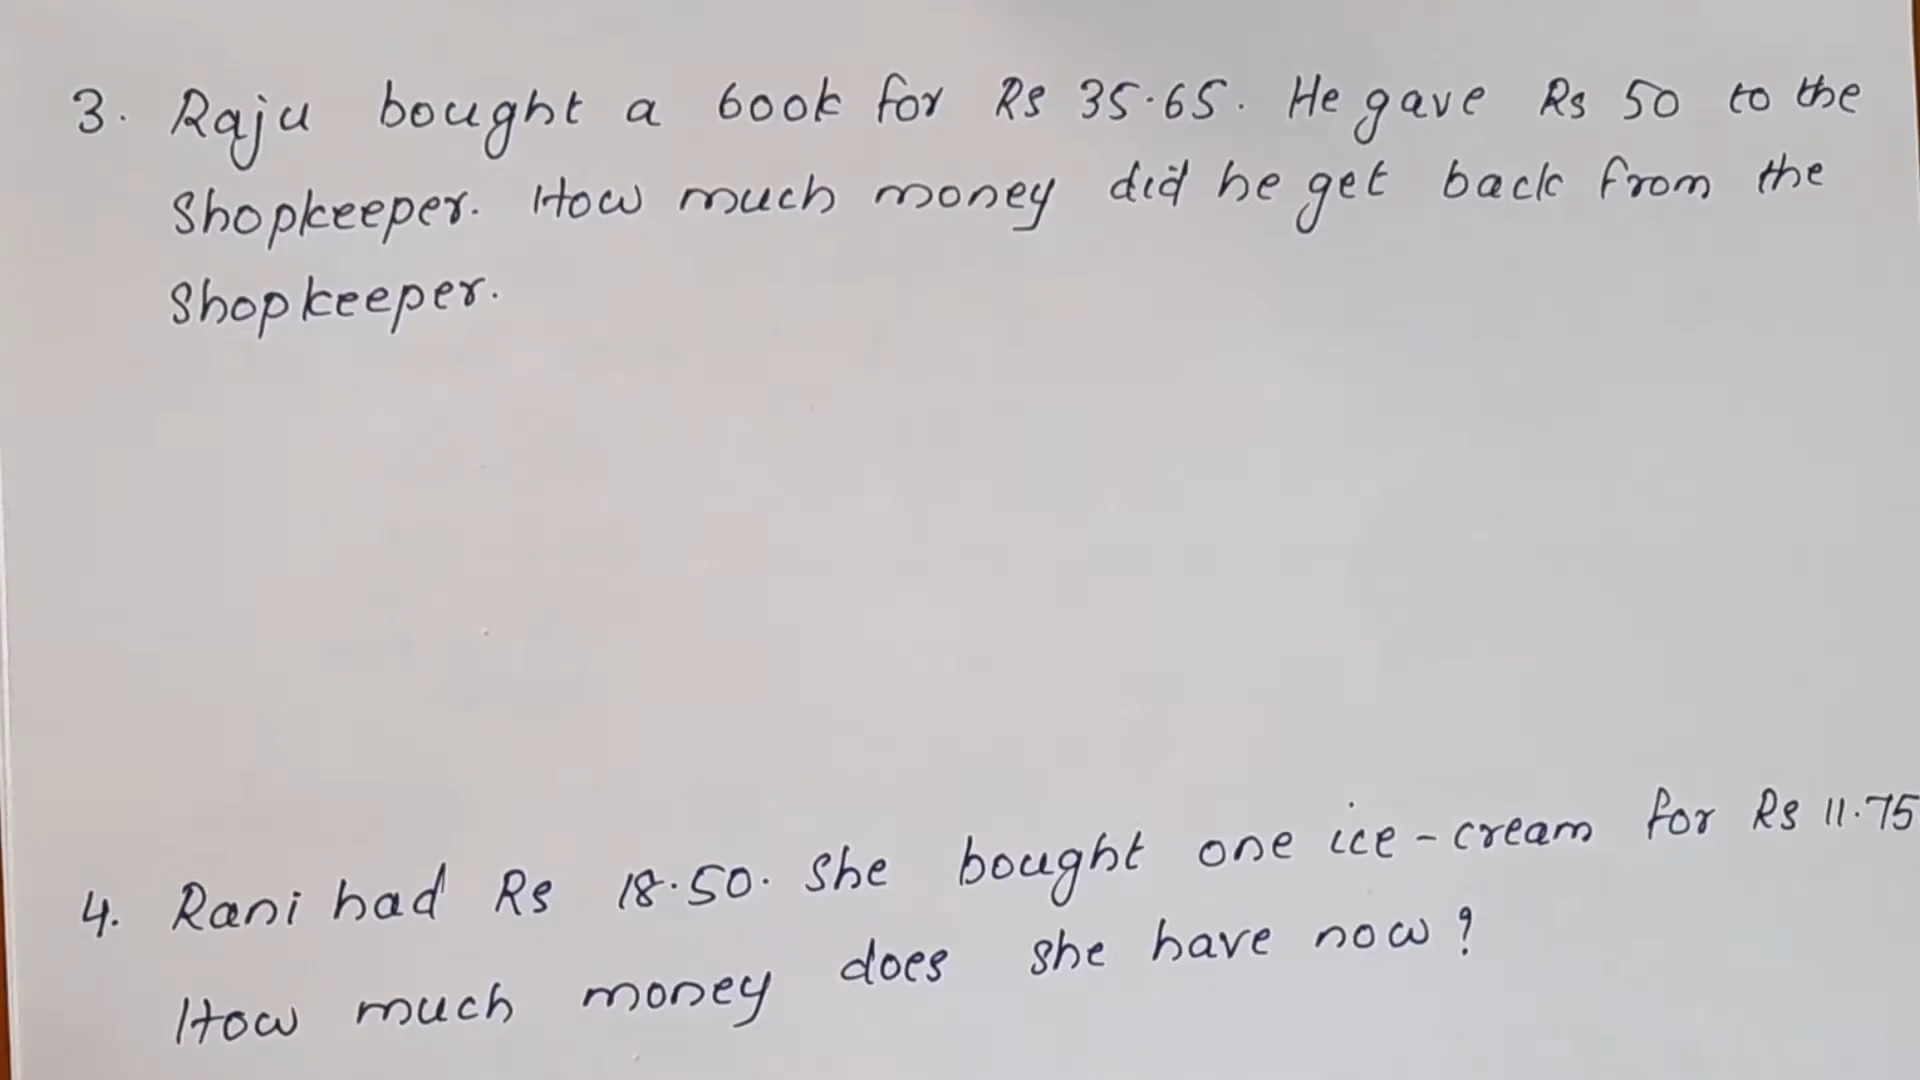 3. Raju bought a book for Rs 35.65. He gave Rs 50 to the
Shopkeeper. How much money did he get back from the
Shopkeeper.
4. Rani had Rs 18.50. She bought one ice-cream for Rs 11.75
How much money does she have now?